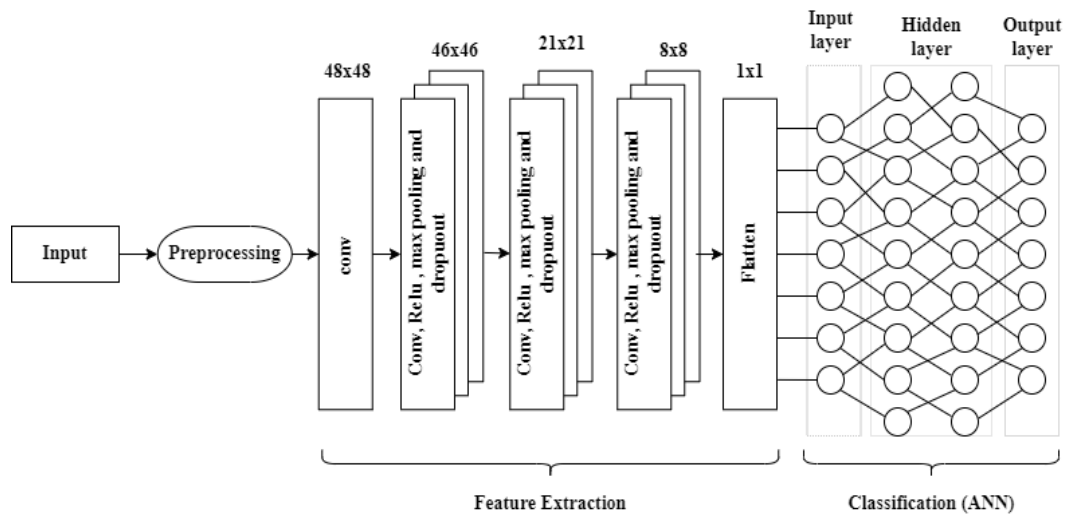 Input
Preprocessing
48x48
conv
46x46
Conv, Relu , max pooling and
dropuout
21x21
Conv, Relu , max pooling and
dropuout
8x8
Conv, Relu , max pooling and
dropuout
1x1
Flatten
Input
layer
Hidden
layer
Output
layer
Feature Extraction
Classification (ANN)